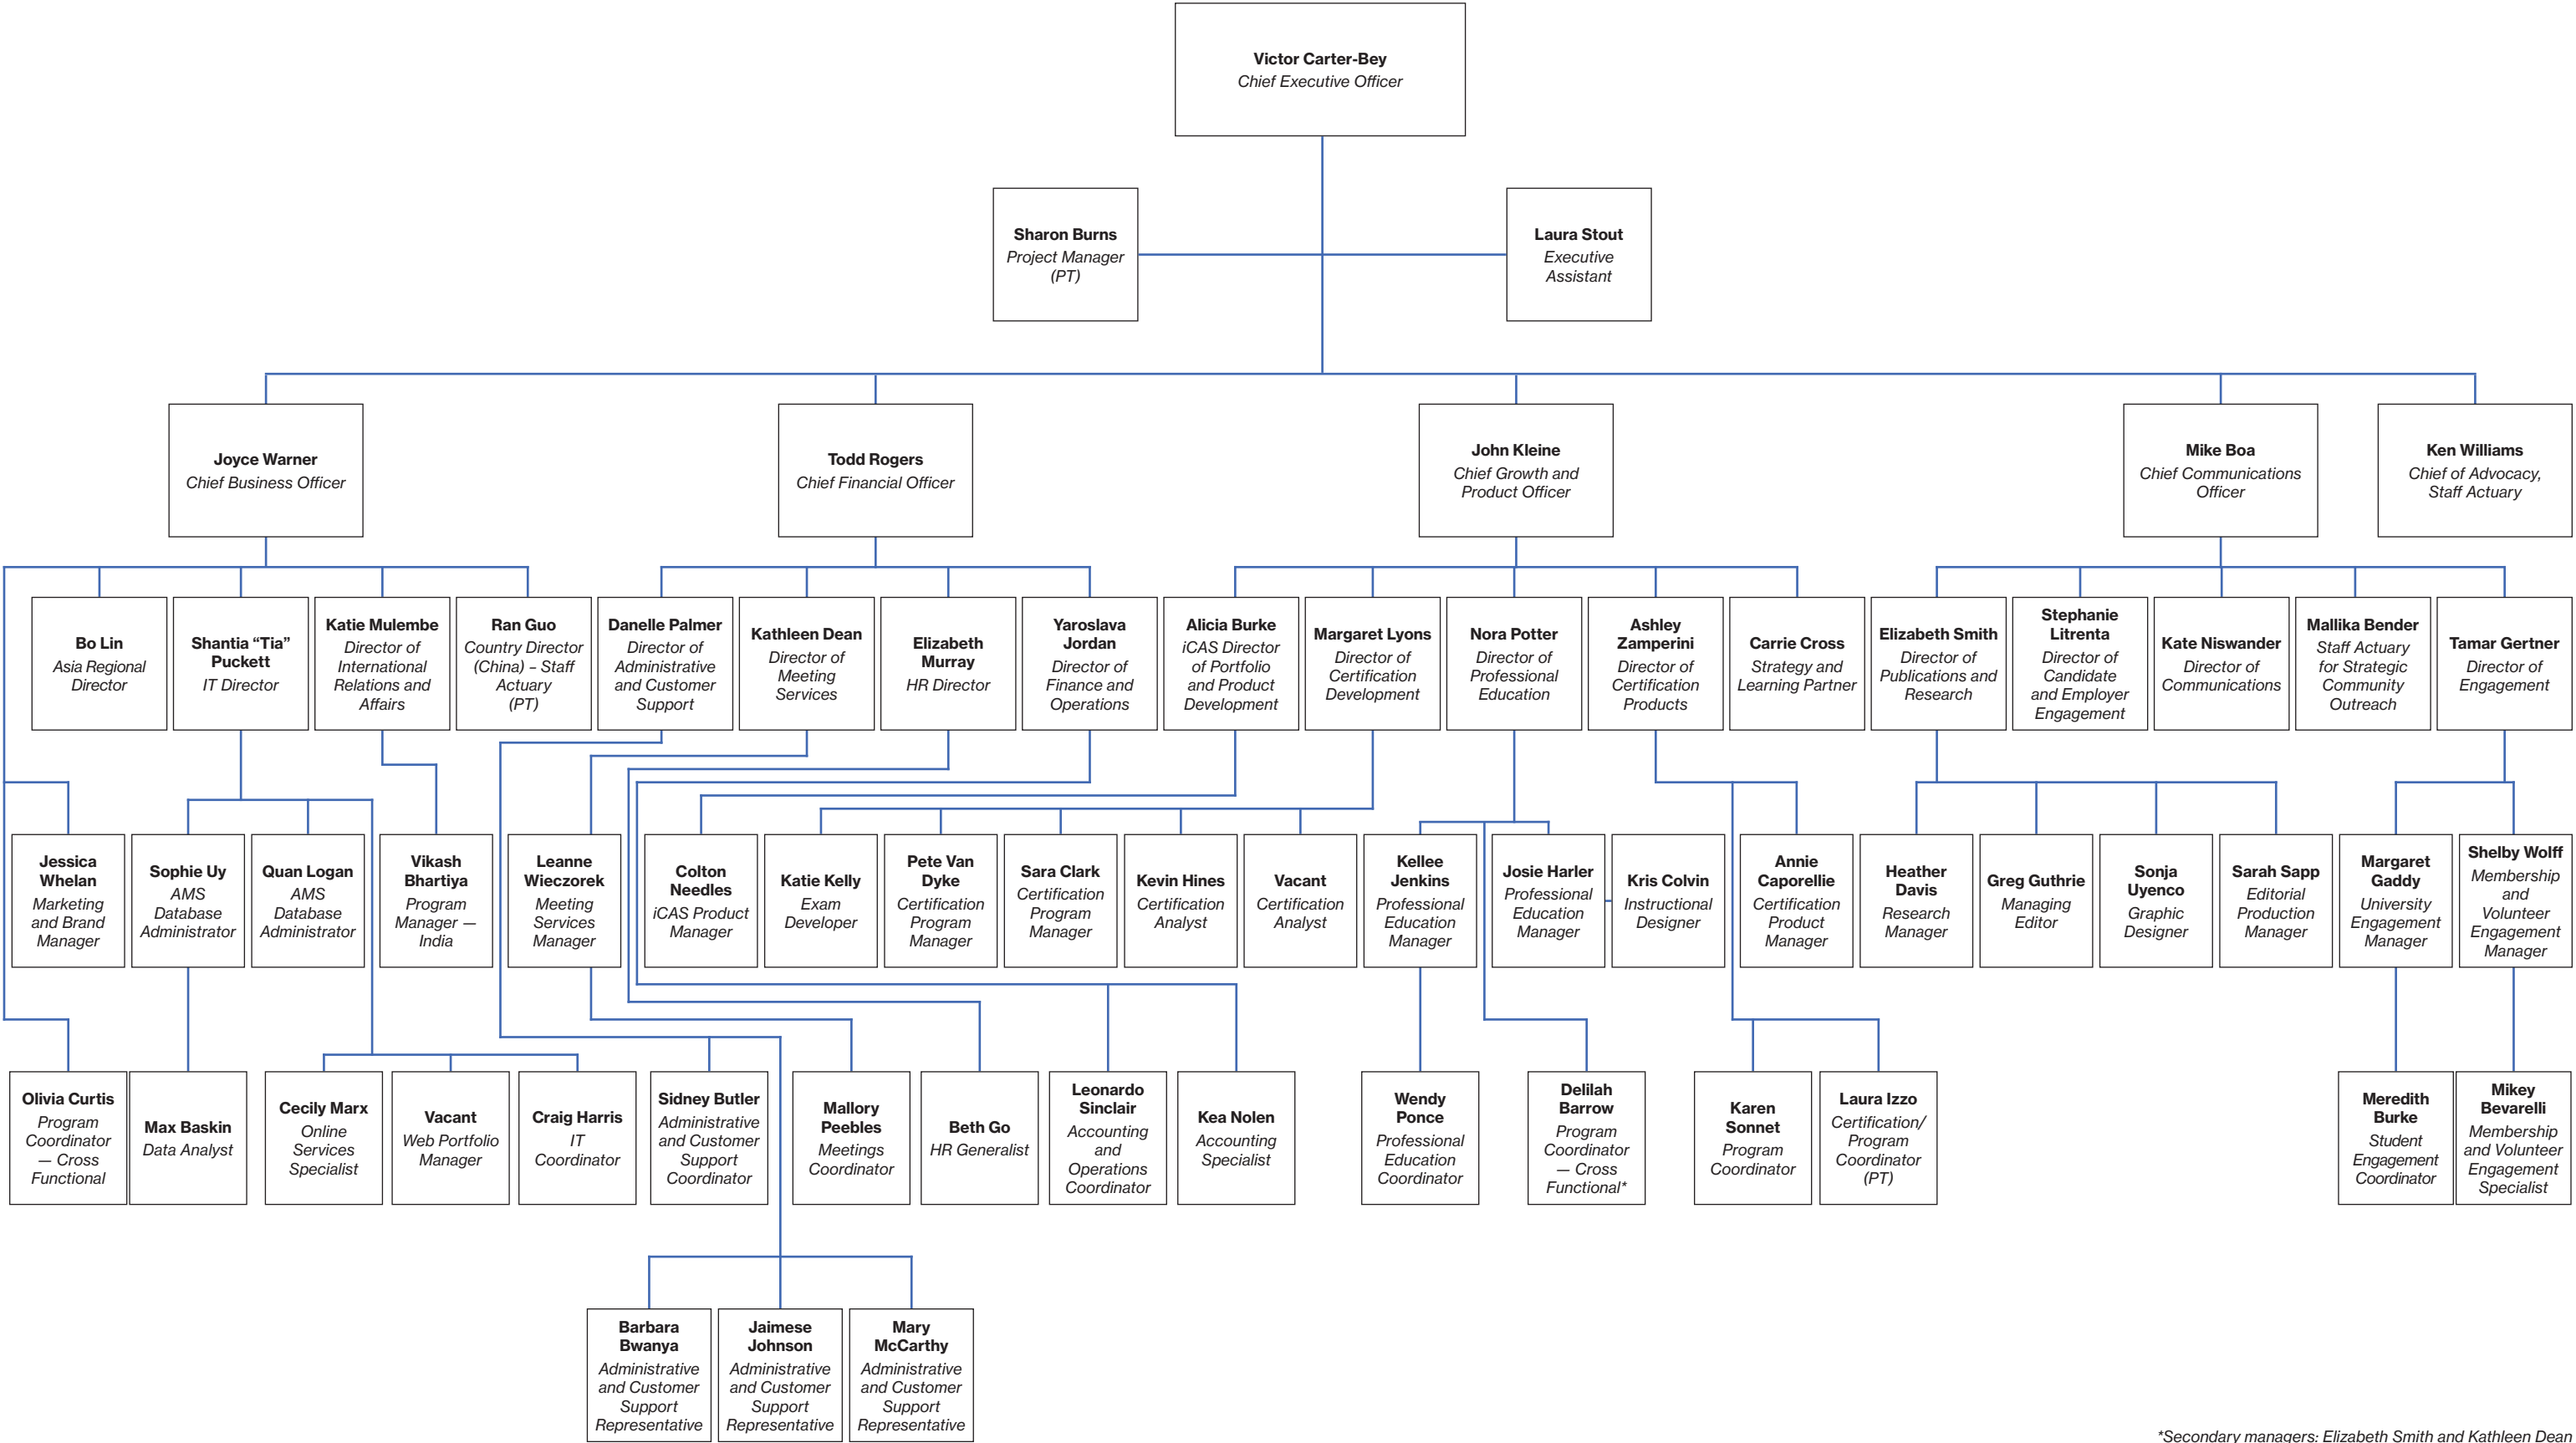 Victor Carter-Bey
Chief Executive Officer
Sharon Burns
Project Manager
(PT)
Laura Stout
Executive
Assistant
Joyce Warner
Chief Business Officer
Todd Rogers
Chief Financial Officer
John Kleine
Chief Growth and
Product Officer
Mike Boa
Chief Communications
Officer
Ken Williams
Chief of Advocacy,
Staff Actuary
Bo Lin
Asia Regional
Director
Shantia “Tia”
Puckett
IT Director
Katie Mulembe
Director of
International
Relations and
Affairs
Ran Guo
Country Director
(China) – Staff
Actuary
(PT)
Danelle Palmer
Director of
Administrative
and Customer
Support
Kathleen Dean
Director of
Meeting
Services
Elizabeth
Murray
HR Director
Yaroslava
Jordan
Director of
Finance and
Operations
Alicia Burke
iCAS Director
of Portfolio
and Product
Development
Margaret Lyons
Director of
Certification
Development
Nora Potter
Director of
Professional
Education
Ashley
Zamperini
Director of
Certification
Products
Carrie Cross
Strategy and
Learning Partner
Elizabeth Smith
Director of
Publications and
Research
Stephanie
Litrenta
Director of
Candidate
and Employer
Engagement
Kate Niswander
Director of
Communications
Mallika Bender
Staff Actuary
for Strategic
Community
Outreach
Tamar Gertner
Director of
Engagement
Jessica
Whelan
Marketing
and Brand
Manager
Sophie Uy
AMS
Database
Administrator
Quan Logan
AMS
Database
Administrator
Vikash
Bhartiya
Program
Manager —
India
Leanne
Wieczorek
Meeting
Services
Manager
Colton
Needles
iCAS Product
Manager
Katie Kelly
Exam
Developer
Pete Van
Dyke
Certification
Program
Manager
Sara Clark
Certification
Program
Manager
Kevin Hines
Certification
Analyst
Vacant
Certification
Analyst
Kellee
Jenkins
Professional
Education
Manager
Josie Harler
Professional
Education
Manager
Kris Colvin
Instructional
Designer
Annie
Caporellie
Certification
Product
Manager
Heather
Davis
Research
Manager
Greg Guthrie
Managing
Editor
Sonja
Uyenco
Graphic
Designer
Sarah Sapp
Editorial
Production
Manager
Margaret
Gaddy
University
Engagement
Manager
Shelby Wolff
Membership
and
Volunteer
Engagement
Manager
Olivia Curtis
Program
Coordinator
— Cross
Functional
Max Baskin
Data Analyst
Cecily Marx
Online
Services
Specialist
Vacant
Web Portfolio
Manager
Craig Harris
IT
Coordinator
Sidney Butler
Administrative
and Customer
Support
Coordinator
Mallory
Peebles
Meetings
Coordinator
Beth Go
HR Generalist
Leonardo
Sinclair
Accounting
and
Operations
Coordinator
Kea Nolen
Accounting
Specialist
Wendy
Ponce
Professional
Education
Coordinator
Delilah
Barrow
Program
Coordinator
— Cross
Functional*
Karen
Sonnet
Program
Coordinator
Laura Izzo
Certification/
Program
Coordinator
(PT)
Meredith
Burke
Student
Engagement
Coordinator
Mikey
Bevarelli
Membership
and Volunteer
Engagement
Specialist
Barbara
Bwanya
Administrative
and Customer
Support
Representative
Jaimese
Johnson
Administrative
and Customer
Support
Representative
Mary
McCarthy
Administrative
and Customer
Support
Representative
*Secondary managers: Elizabeth Smith and Kathleen Dean